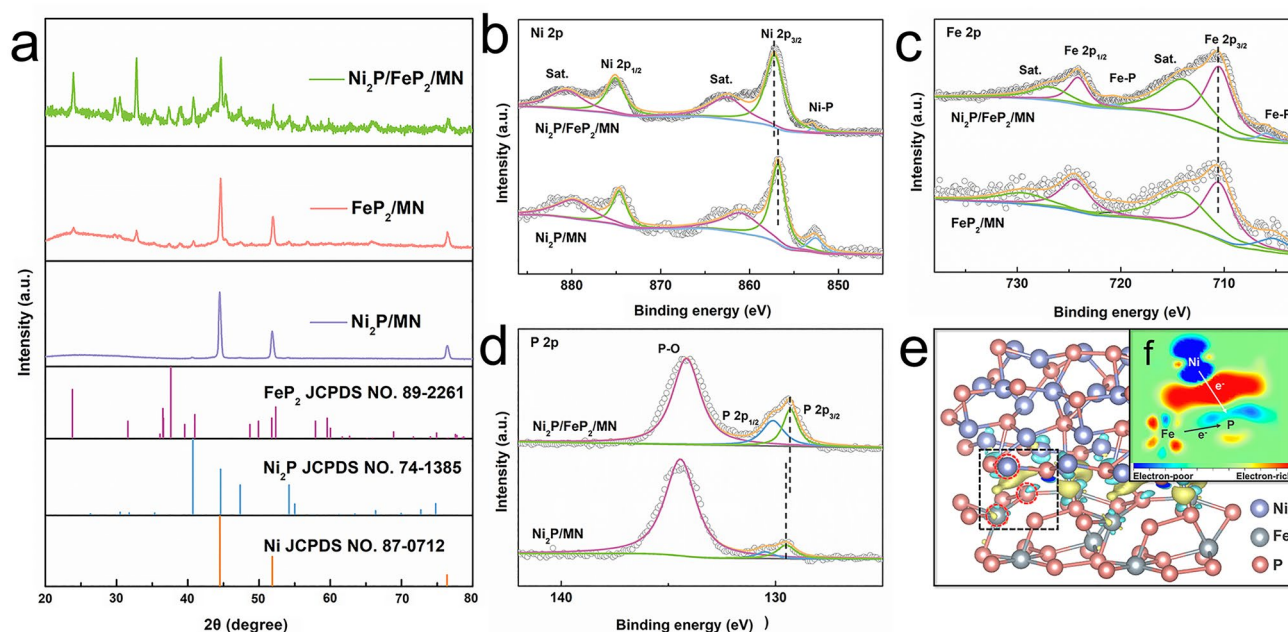 a
Ni₂P/FeP₂/MN
FeP₂/MN
Ni₂P/MN
FeP₂ JCPDS NO. 89-2261
Ni₂P JCPDS NO. 74-1385
Ni JCPDS NO. 87-0712
Intensity (a.u.)
20 30 40 50 60 70 80
2θ (degree)
b
Ni 2p
Ni 2p₃/₂
Ni 2p₁/₂
Sat.
Sat.
Ni-P
Ni₂P/FeP₂/MN
Ni₂P/MN
Intensity (a.u.)
880 870 860 850
Binding energy (eV)
c
Fe 2p
Fe 2p₃/₂
Fe 2p₁/₂
Sat.
Sat.
Fe-P
Fe-P
Ni₂P/FeP₂/MN
FeP₂/MN
Intensity (a.u.)
730 720 710
Binding energy (eV)
d
P 2p
P-O
P 2p₁/₂
P 2p₃/₂
Ni₂P/FeP₂/MN
Ni₂P/MN
Intensity (a.u.)
140 130
Binding energy (eV)
)
e
f
Ni
e⁻
Fe
e⁻
P
Electron-poor
Electron-rich
Ni
Fe
P